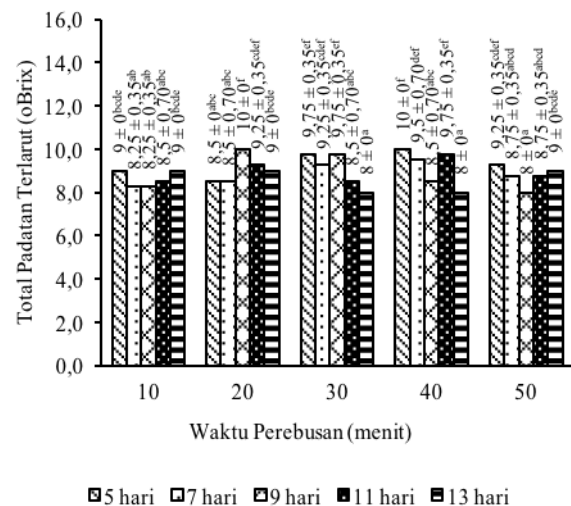 16,0
14,0
12,0
10,0
8,0
6,0
4,0
2,0
0,0
Total Padatan Terlarut (oBrix)
9 ± 0ᵇᶜᵈᵉ
8,25 ± 0,35ᵃᵇ
8,25 ± 0,35ᵃᵇ
8,5 ± 0,70ᵃᵇᶜ
9 ± 0ᵇᶜᵈᵉ
8,5 ± 0ᵃᵇᶜ
8,5 ± 0,70ᵃᵇᶜ
10 ± 0ᶠ
9,25 ± 0,35ᶜᵈᵉᶠ
9 ± 0ᵇᶜᵈᵉ
9,75 ± 0,35ᵉᶠ
9,25 ± 0,35ᶜᵈᵉᶠ
9,75 ± 0,35ᵉᶠ
8,5 ± 0,70ᵃᵇᶜ
8 ± 0ᵃ
10 ± 0ᶠ
9,5 ± 0,70ᵈᵉᶠ
8,5 ± 0,70ᵃᵇᶜ
9,75 ± 0,35ᵉᶠ
8 ± 0ᵃ
9,25 ± 0,35ᶜᵈᵉᶠ
8,75 ± 0,35ᵃᵇᶜᵈ
8 ± 0ᵃ
8,75 ± 0,35ᵃᵇᶜᵈ
9 ± 0ᵇᶜᵈᵉ
10 20 30 40 50
Waktu Perebusan (menit)
5 hari 7 hari 9 hari 11 hari 13 hari